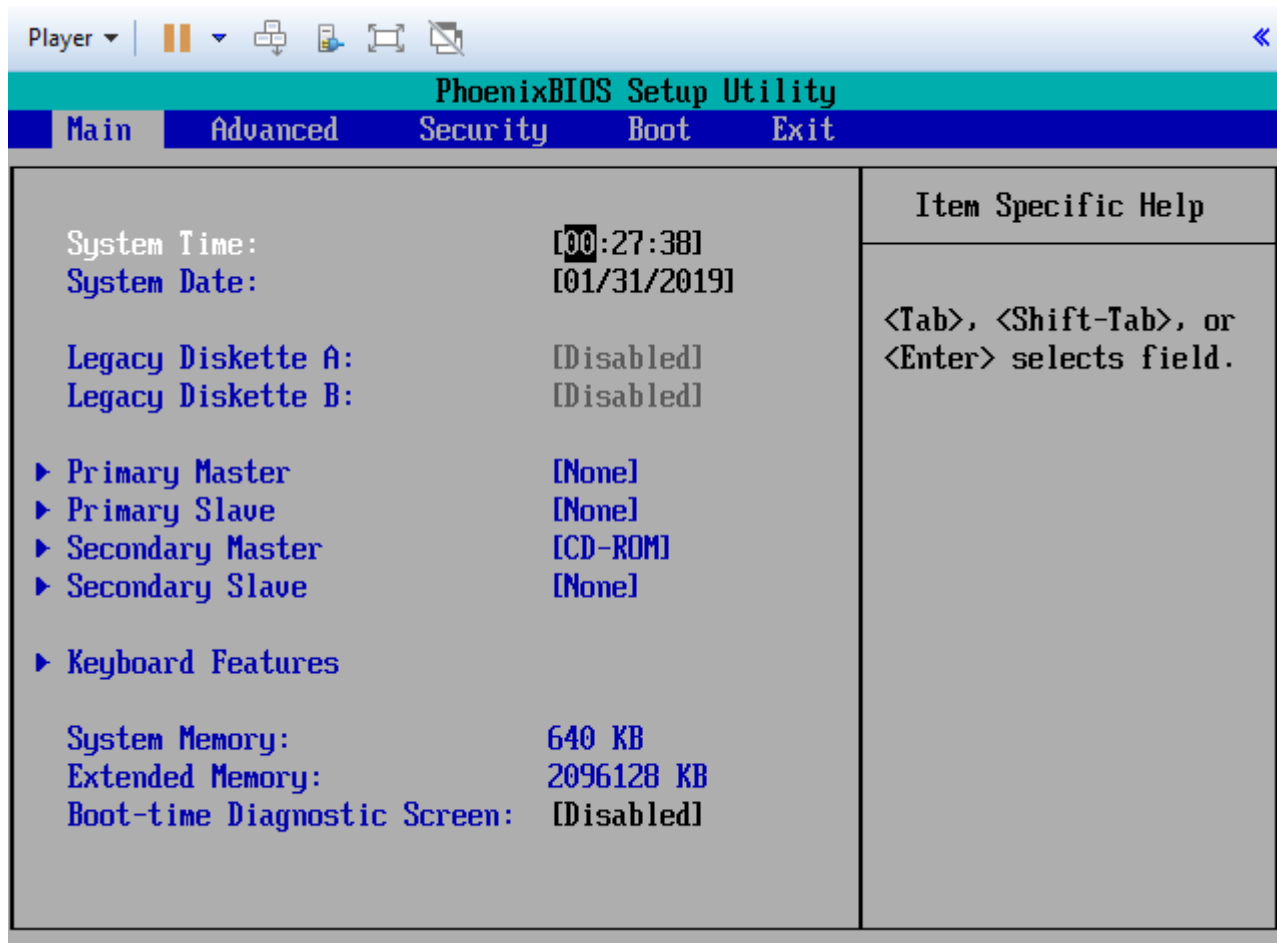 Player
PhoenixBIOS Setup Utility
Main Advanced Security Boot Exit
System Time: [00:27:38]
System Date: [01/31/2019]
Legacy Diskette A: [Disabled]
Legacy Diskette B: [Disabled]
Primary Master [None]
Primary Slave [None]
Secondary Master [CD-ROM]
Secondary Slave [None]
Keyboard Features
System Memory: 640 KB
Extended Memory: 2096128 KB
Boot-time Diagnostic Screen: [Disabled]
Item Specific Help
<Tab>, <Shift-Tab>, or
<Enter> selects field.